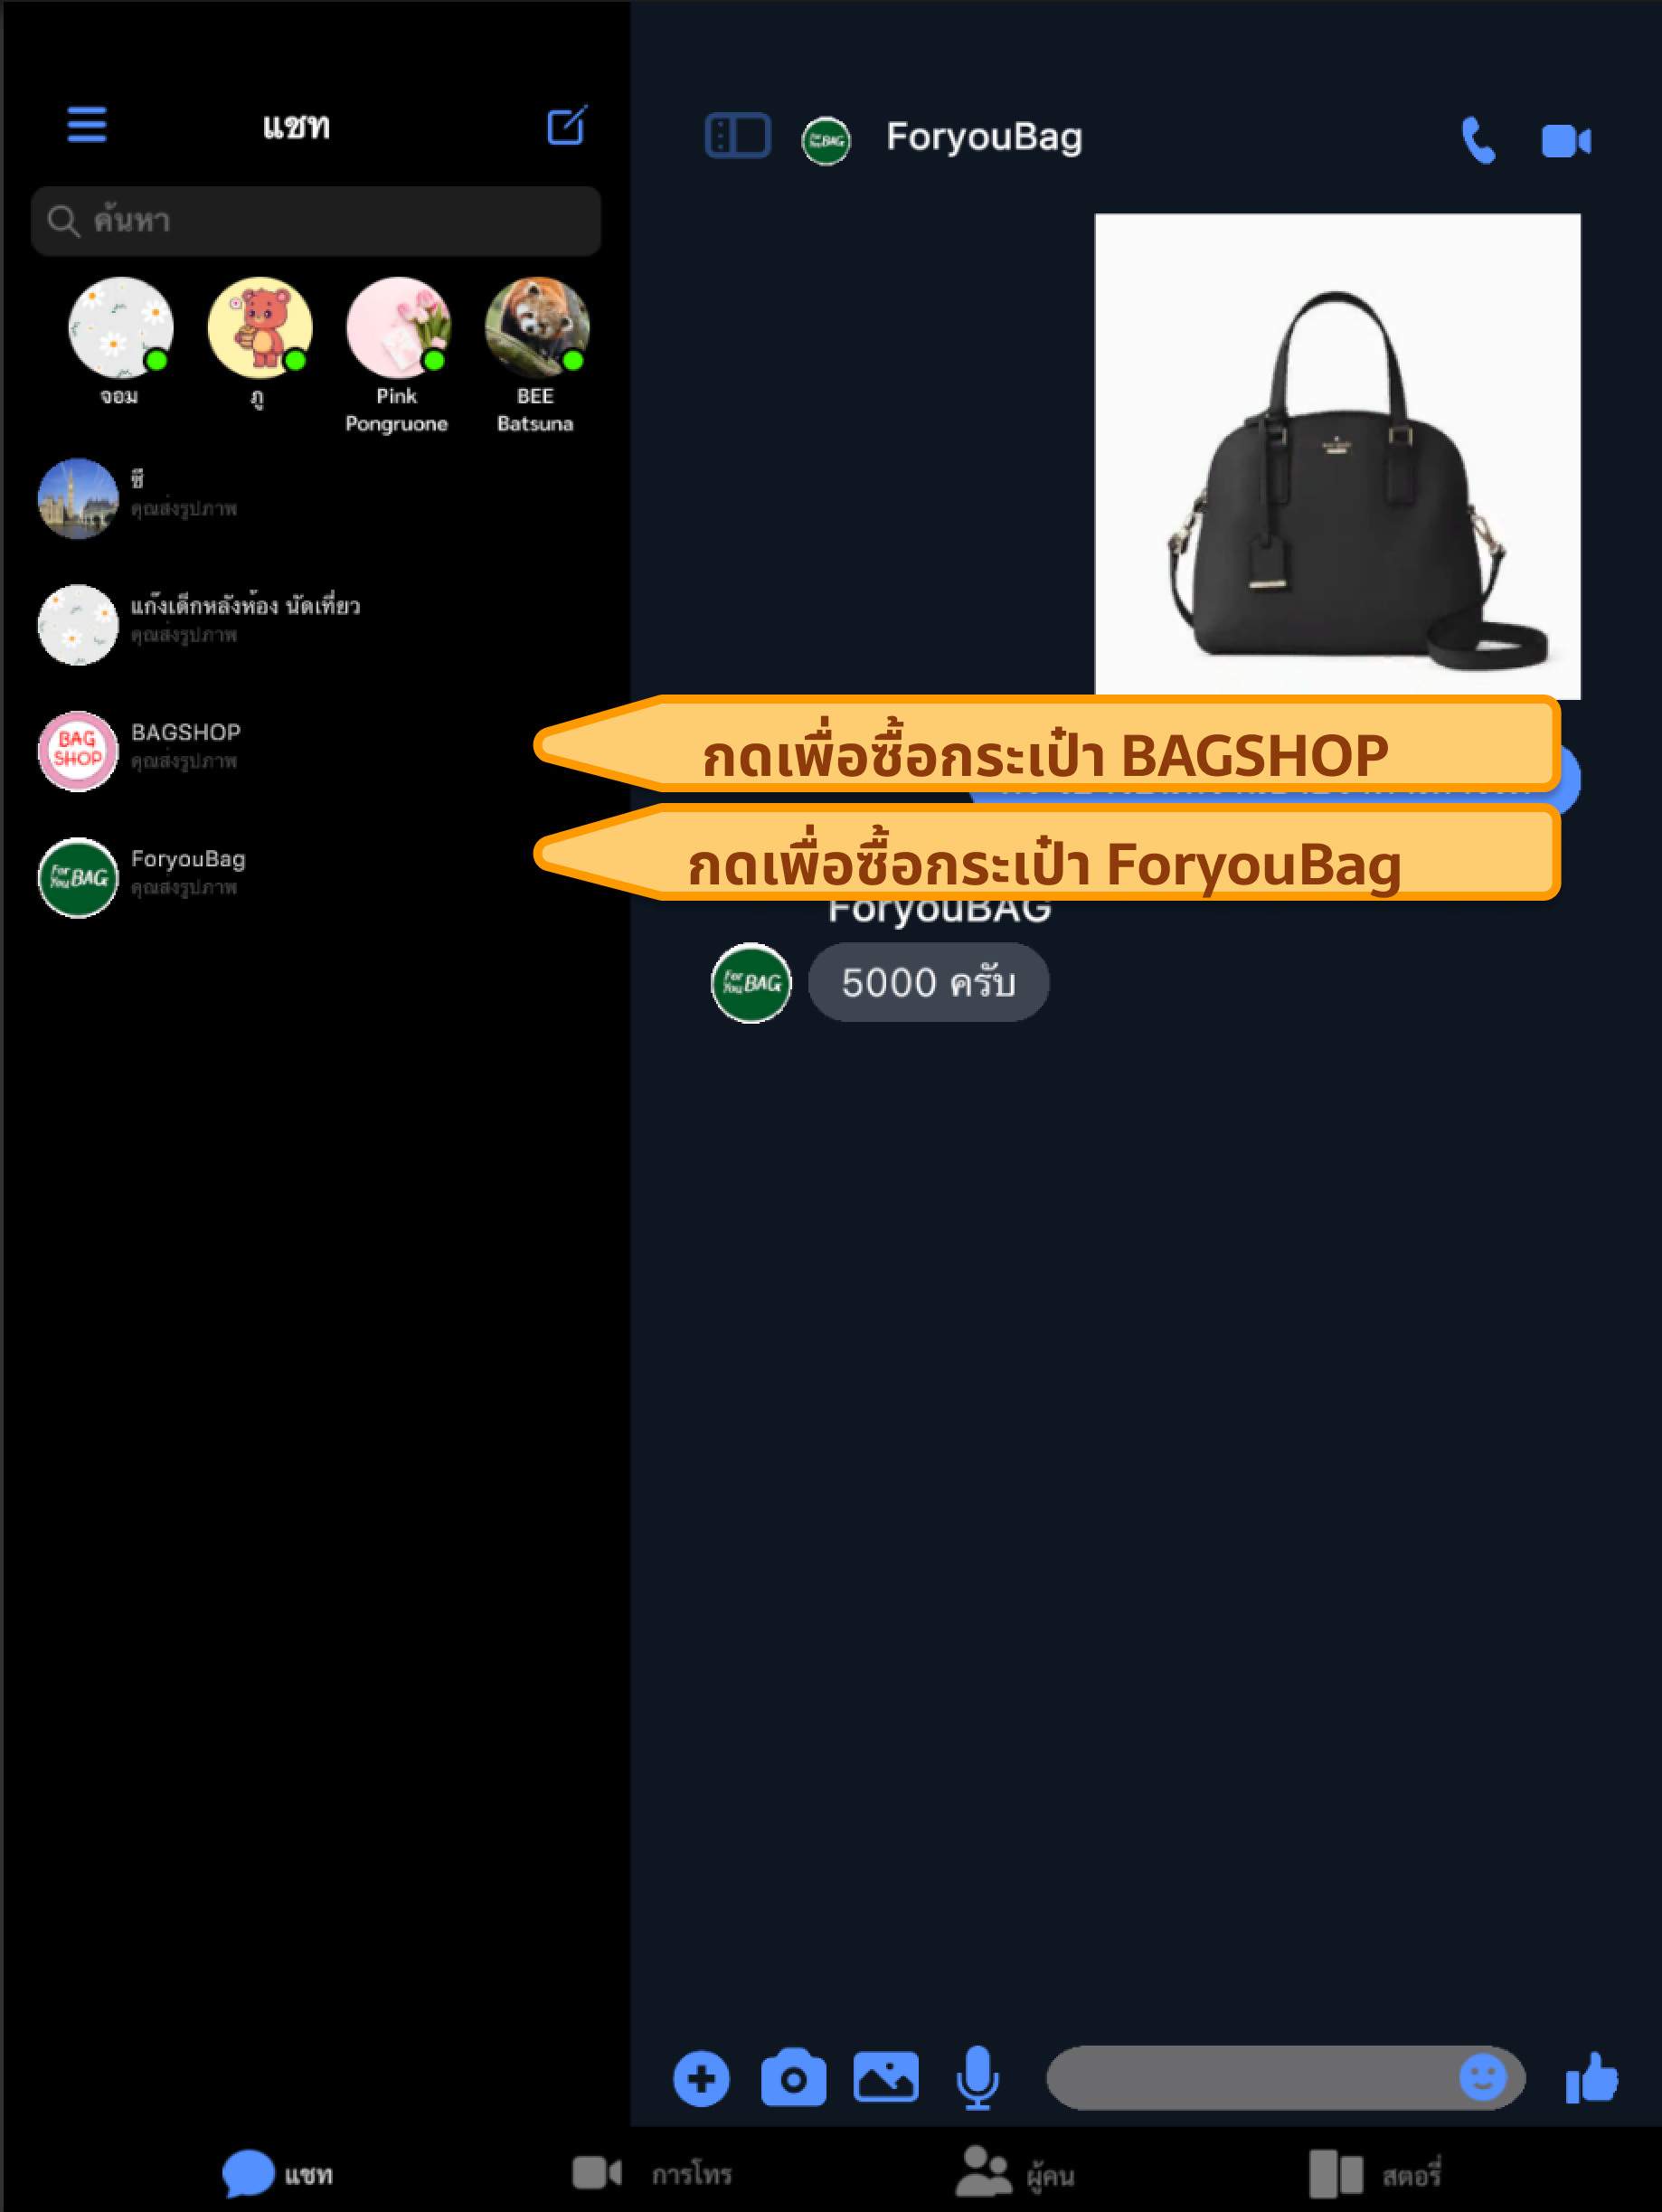 แชท
ค้นหา
จอม
ภู
Pink
Pongruone
BEE
Batsuna
ซี
คุณส่งรูปภาพ
แก๊งเด็กหลังห้อง นัดเที่ยว
คุณส่งรูปภาพ
BAG
SHOP
BAGSHOP
คุณส่งรูปภาพ
For
You BAG
ForyouBag
คุณส่งรูปภาพ
ForyouBag
กดเพื่อซื้อกระเป๋า BAGSHOP
กดเพื่อซื้อกระเป๋า ForyouBag
ForyouBAG
For
You BAG
5000 ครับ
แชท
การโทร
ผู้คน
สตอรี่